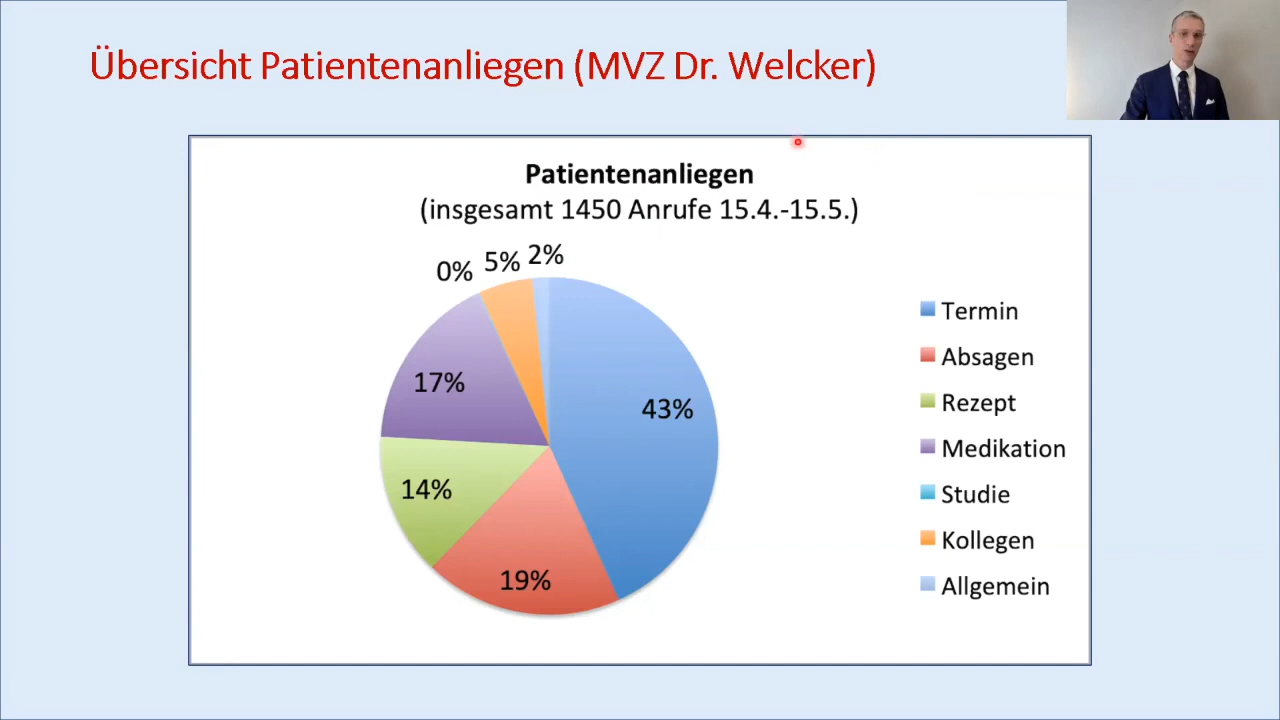 Übersicht Patientenanliegen (MVZ Dr. Welcker)
Patientenanliegen
(insgesamt 1450 Anrufe 15.4.-15.5.)
0% 5% 2%
17%
43%
14%
19%
Termin
Absagen
Rezept
Medikation
Studie
Kollegen
Allgemein